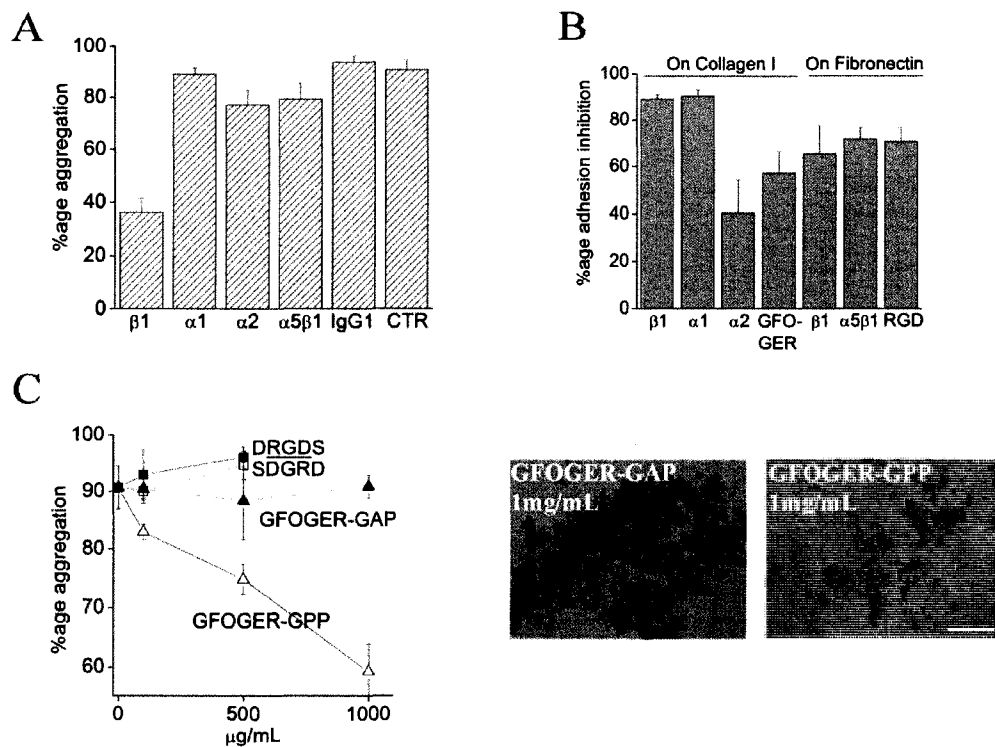 A
%age aggregation
100
80
60
40
20
0
β1 α1 α2 α5β1 IgG1 CTR
B
On Collagen I On Fibronectin
%age adhesion inhibition
100
80
60
40
20
0
β1 α1 α2 GFO- β1 α5β1 RGD
GER
C
%age aggregation
100
90
80
70
60
DRGDS
SDGRD
GFOGER-GAP
GFOGER-GPP
0 500 1000
µg/mL
GFOGER-GAP
1mg/mL
GFOGER-GPP
1mg/mL